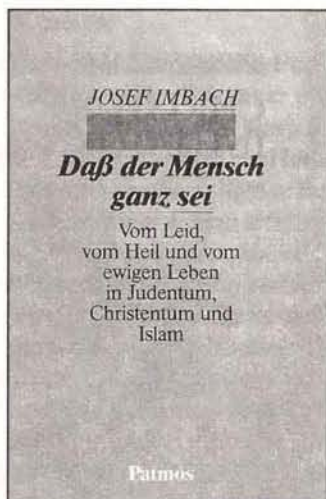 JOSEF IMBACH
Daß der Mensch
ganz sei
Vom Leid,
vom Heil und vom
ewigen Leben
in Judentum,
Christentum und
Islam
Patmos